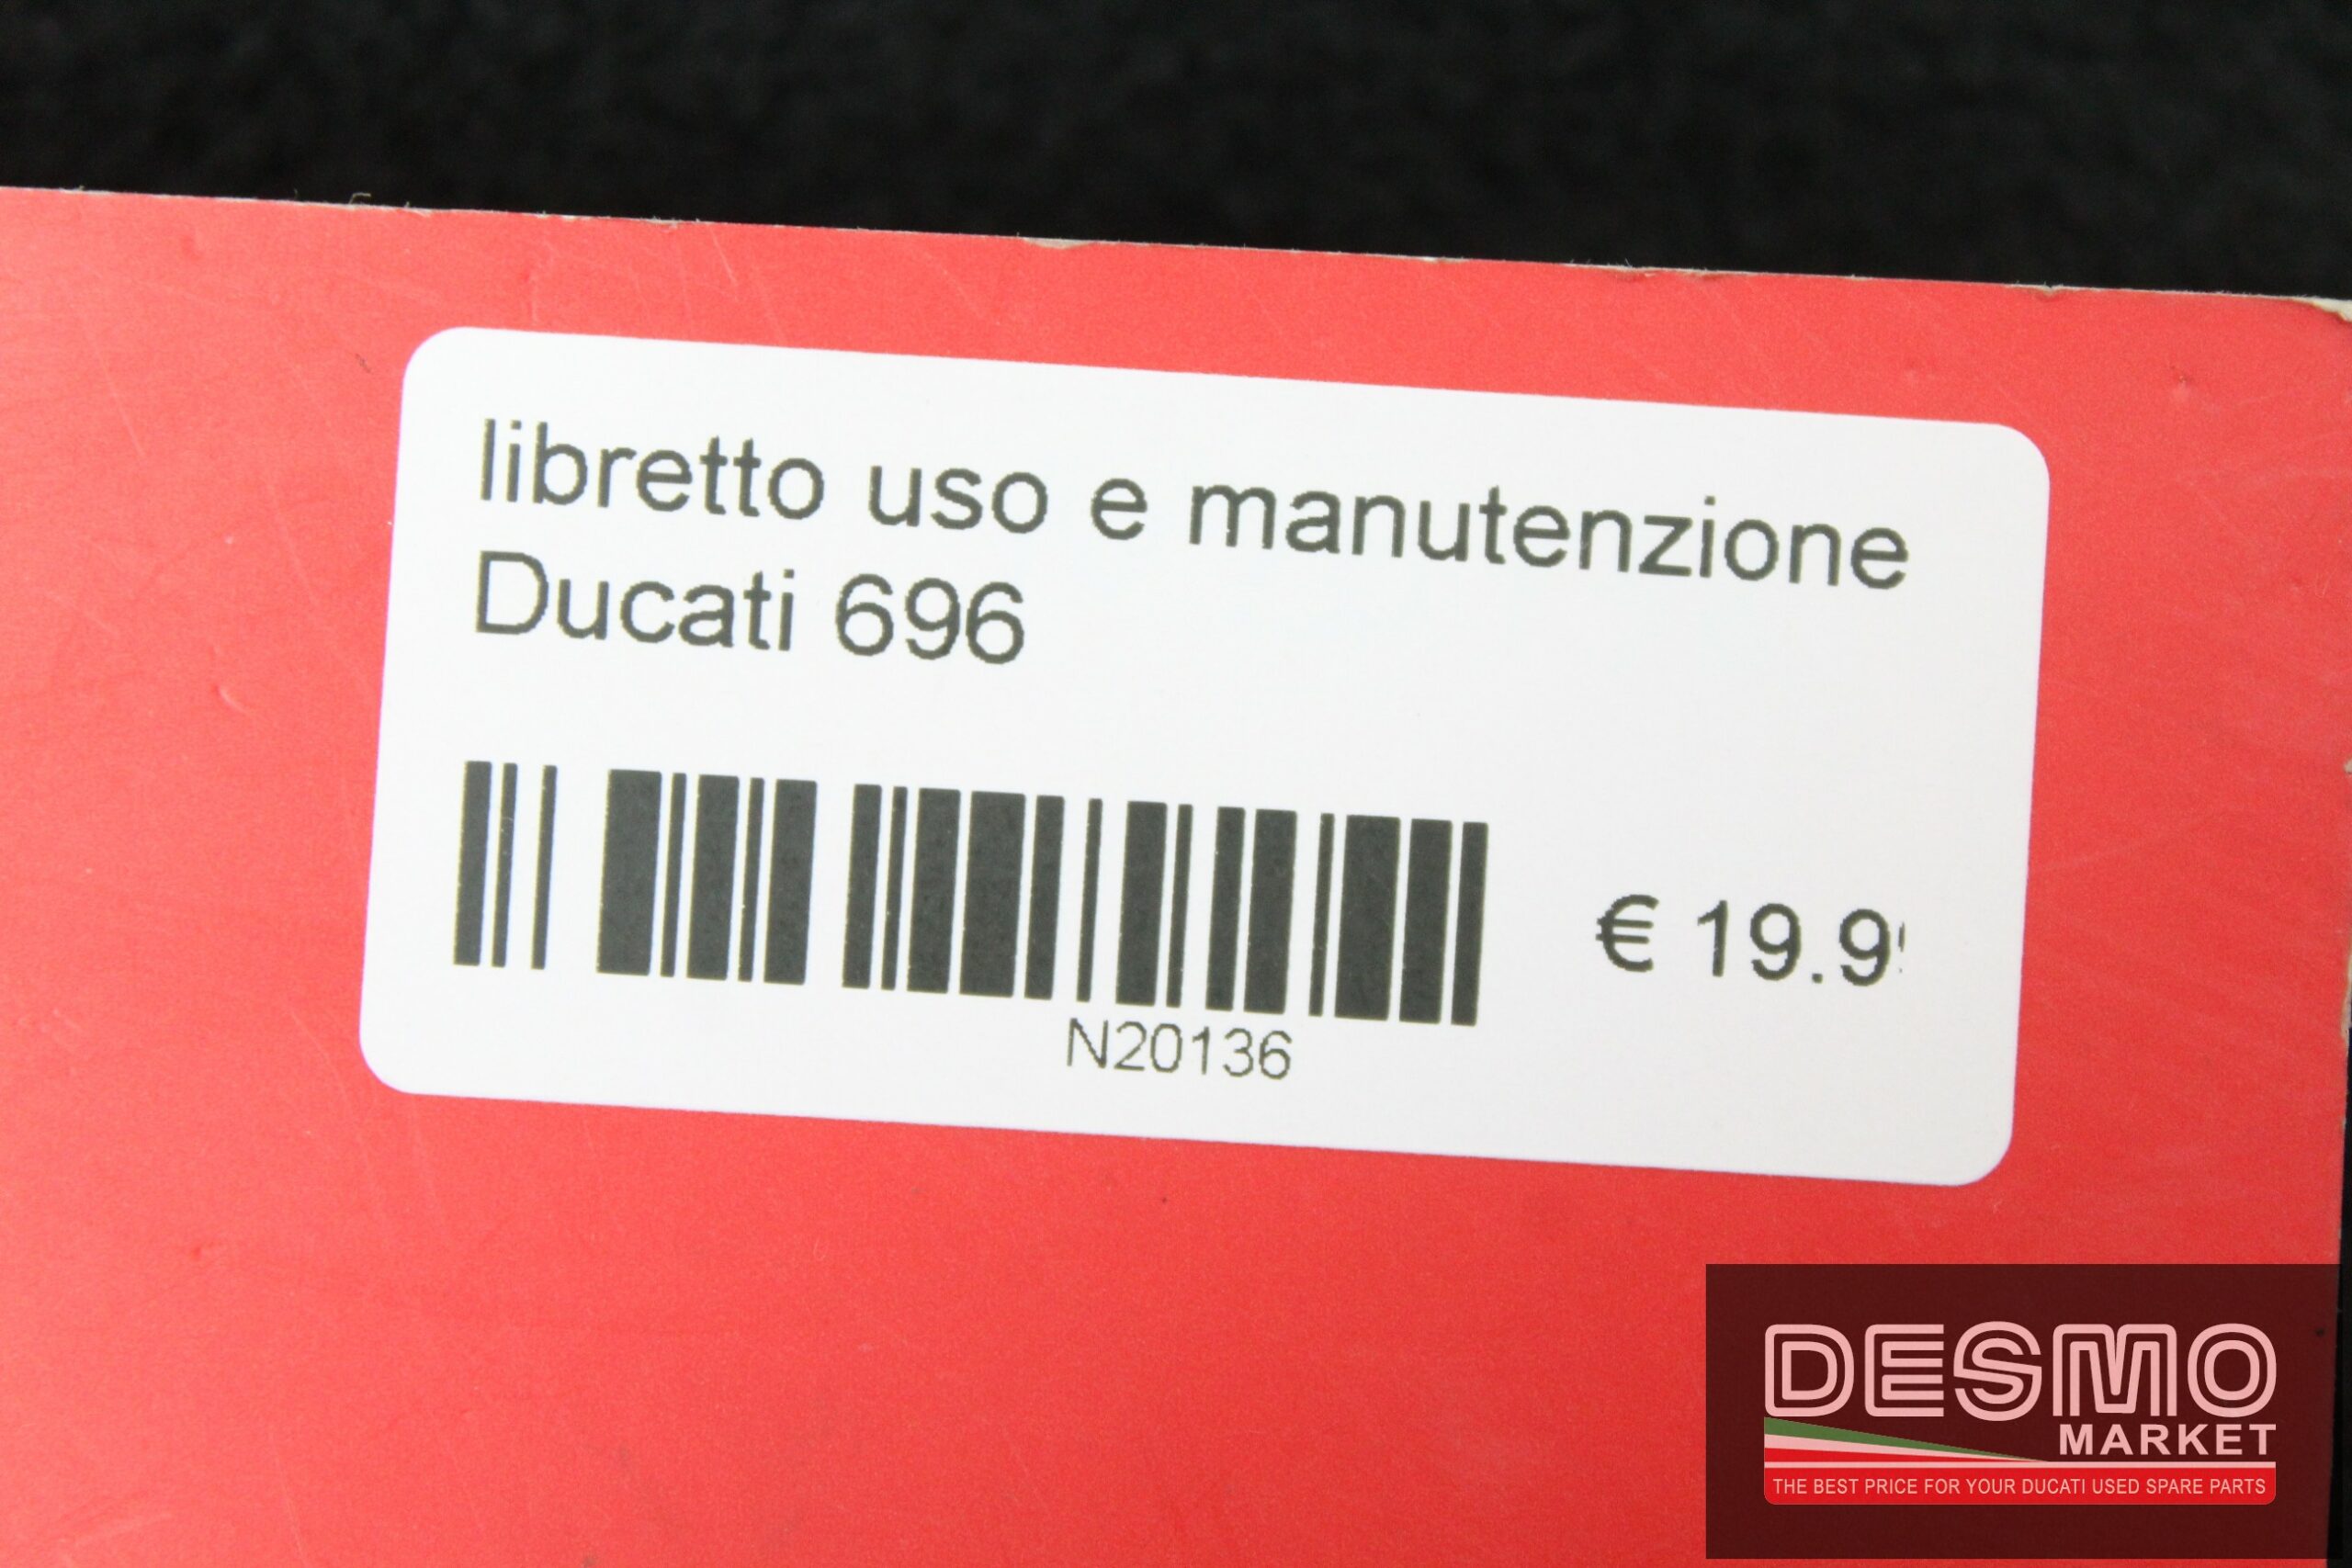 libretto uso e manutenzione
Ducati 696
€ 19.9
N20136
DESMO
MARKET
THE BEST PRICE FOR YOUR DUCATI USED SPARE PARTS